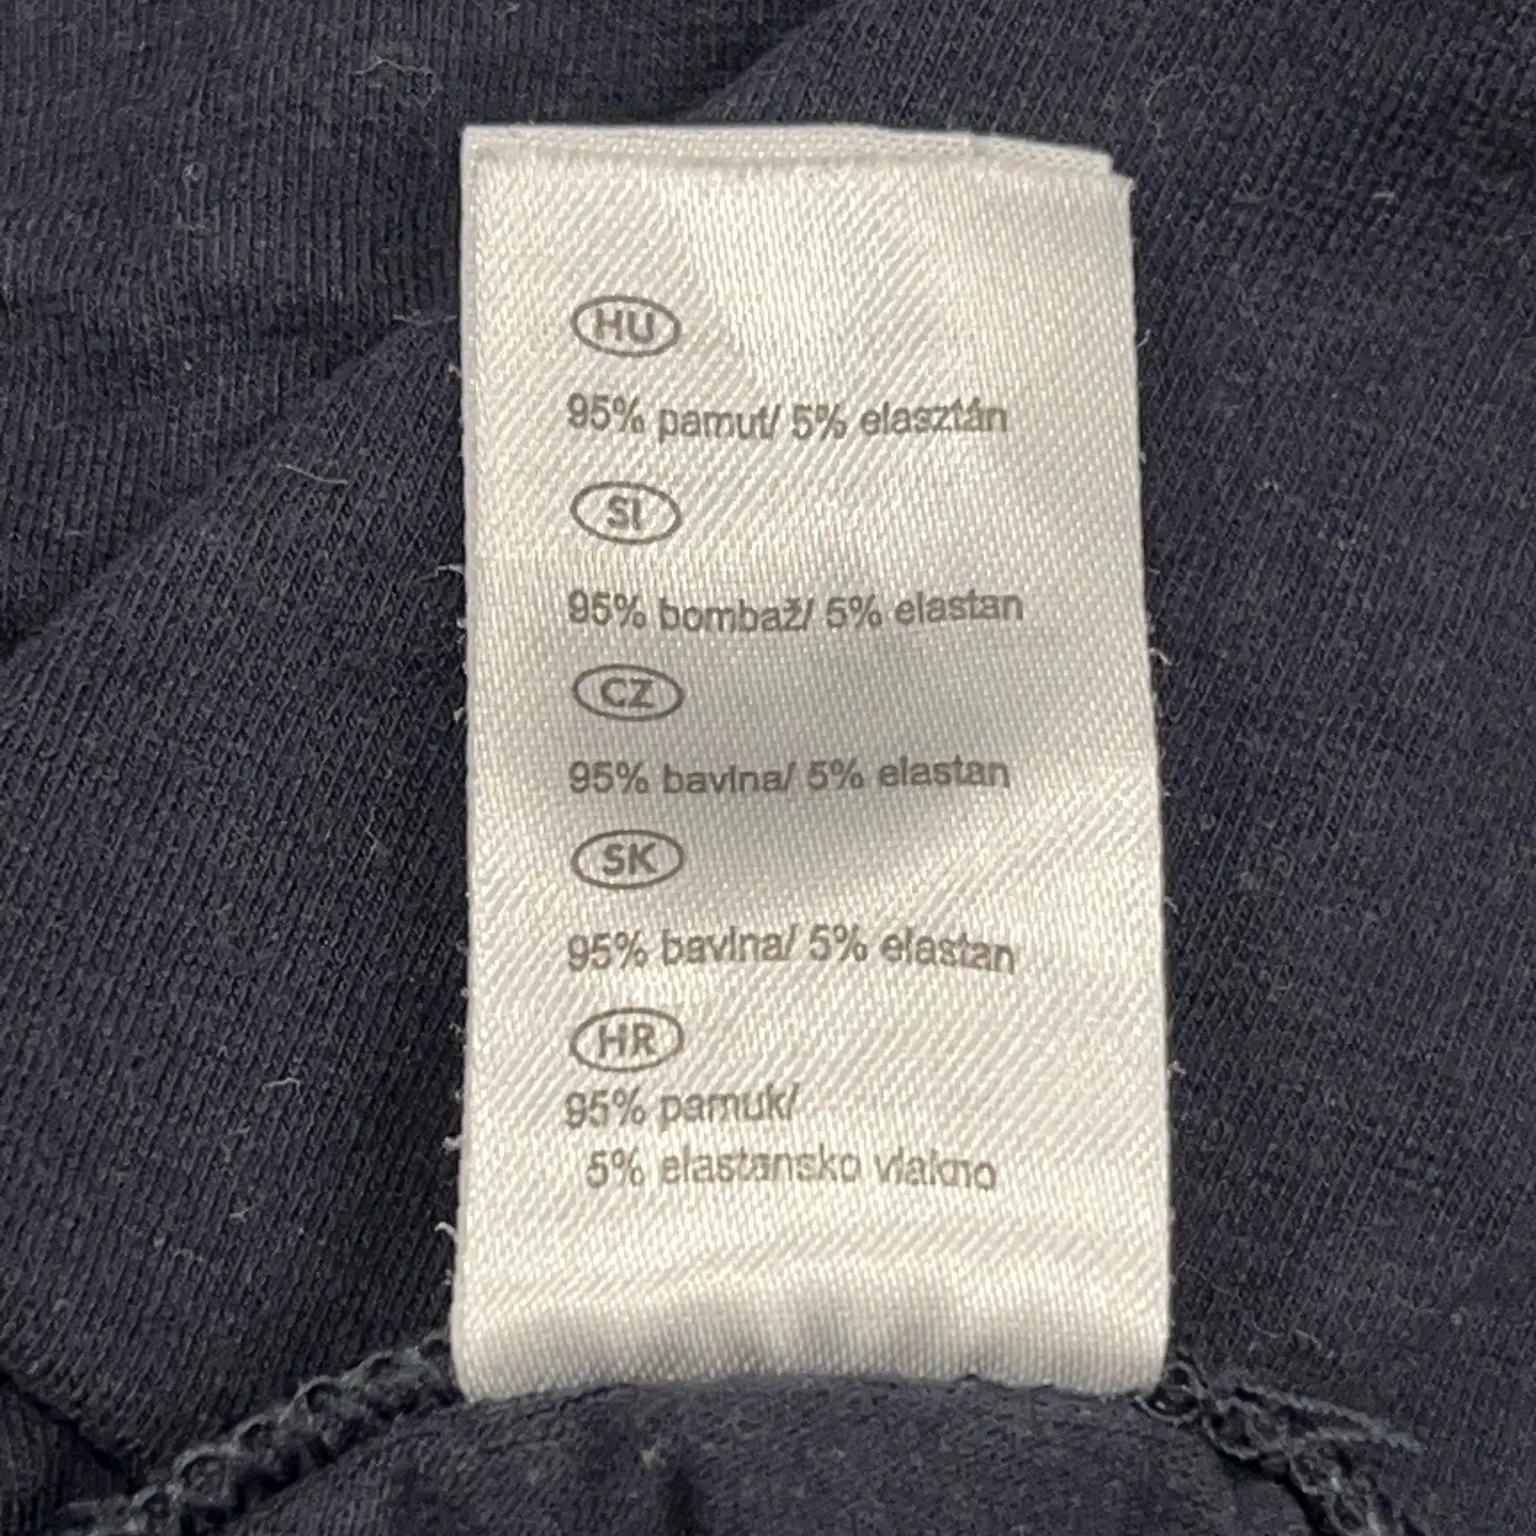 HU
95% pamut/ 5% elasztán
SI
95% bombaž/ 5% elastan
CZ
95% bavlna/ 5% elastan
SK
95% bavlna/ 5% elastan
HR
95% pamuk/
5% elastansko vlakno